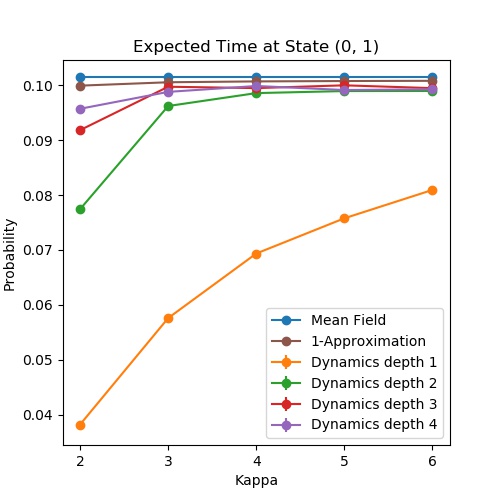 Expected Time at State (0, 1)
Probability
0.10
0.09
0.08
0.07
0.06
0.05
0.04
2 3 4 5 6
Kappa
Mean Field
1-Approximation
Dynamics depth 1
Dynamics depth 2
Dynamics depth 3
Dynamics depth 4